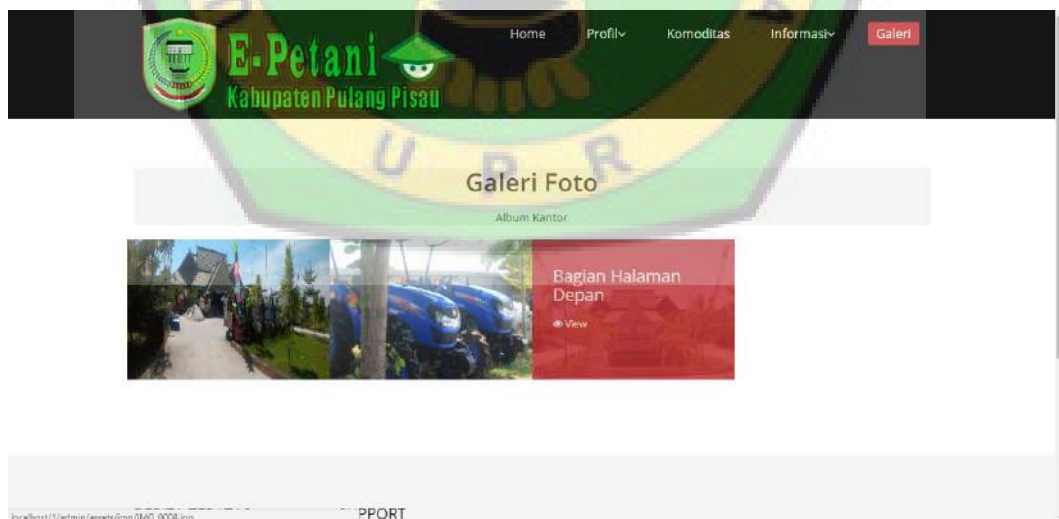 Home Profil Komoditas Informasi Galeri
E-Petani
Kabupaten Pulang Pisau
U P R
Galeri Foto
Album Kantor
Bagian Halaman
Depan
View
PPORT